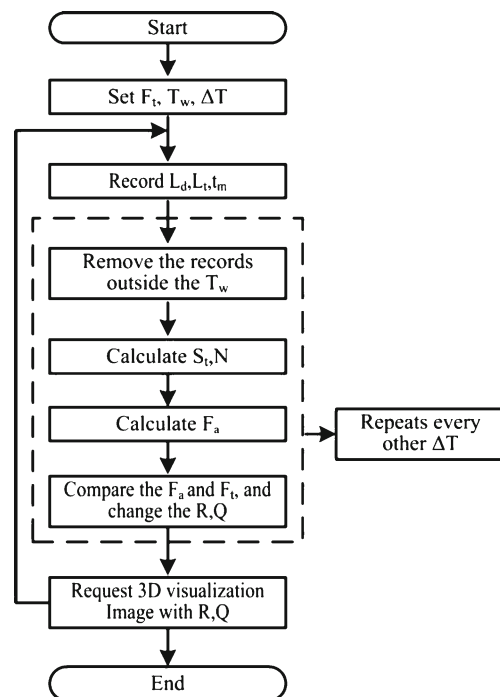 Start
Set Ft, Tw, ΔT
Record Ld,Lt,tm
Remove the records
outside the Tw
Calculate St,N
Calculate Fa
Repeats every
other ΔT
Compare the Fa and Ft, and
change the R,Q
Request 3D visualization
Image with R,Q
End